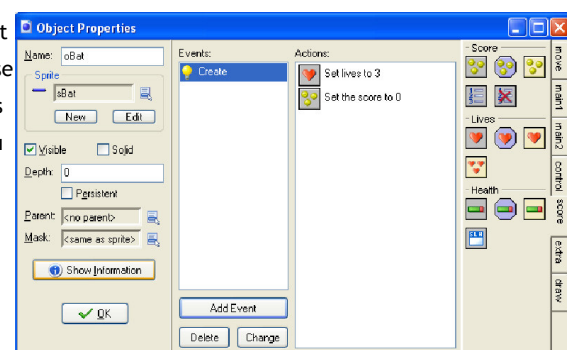 t
se
s
u
Object Properties
Name: oBat
Sprite
sBat
New Edit
Visible Solid
Depth: 0
Persistent
Parent: <no parent>
Mask: <same as sprite>
Show Information
OK
Events:
Create
Add Event
Delete Change
Actions:
Set lives to 3
Set the score to 0
Score
Lives
Health
move
main1
main2
control
score
extra
draw